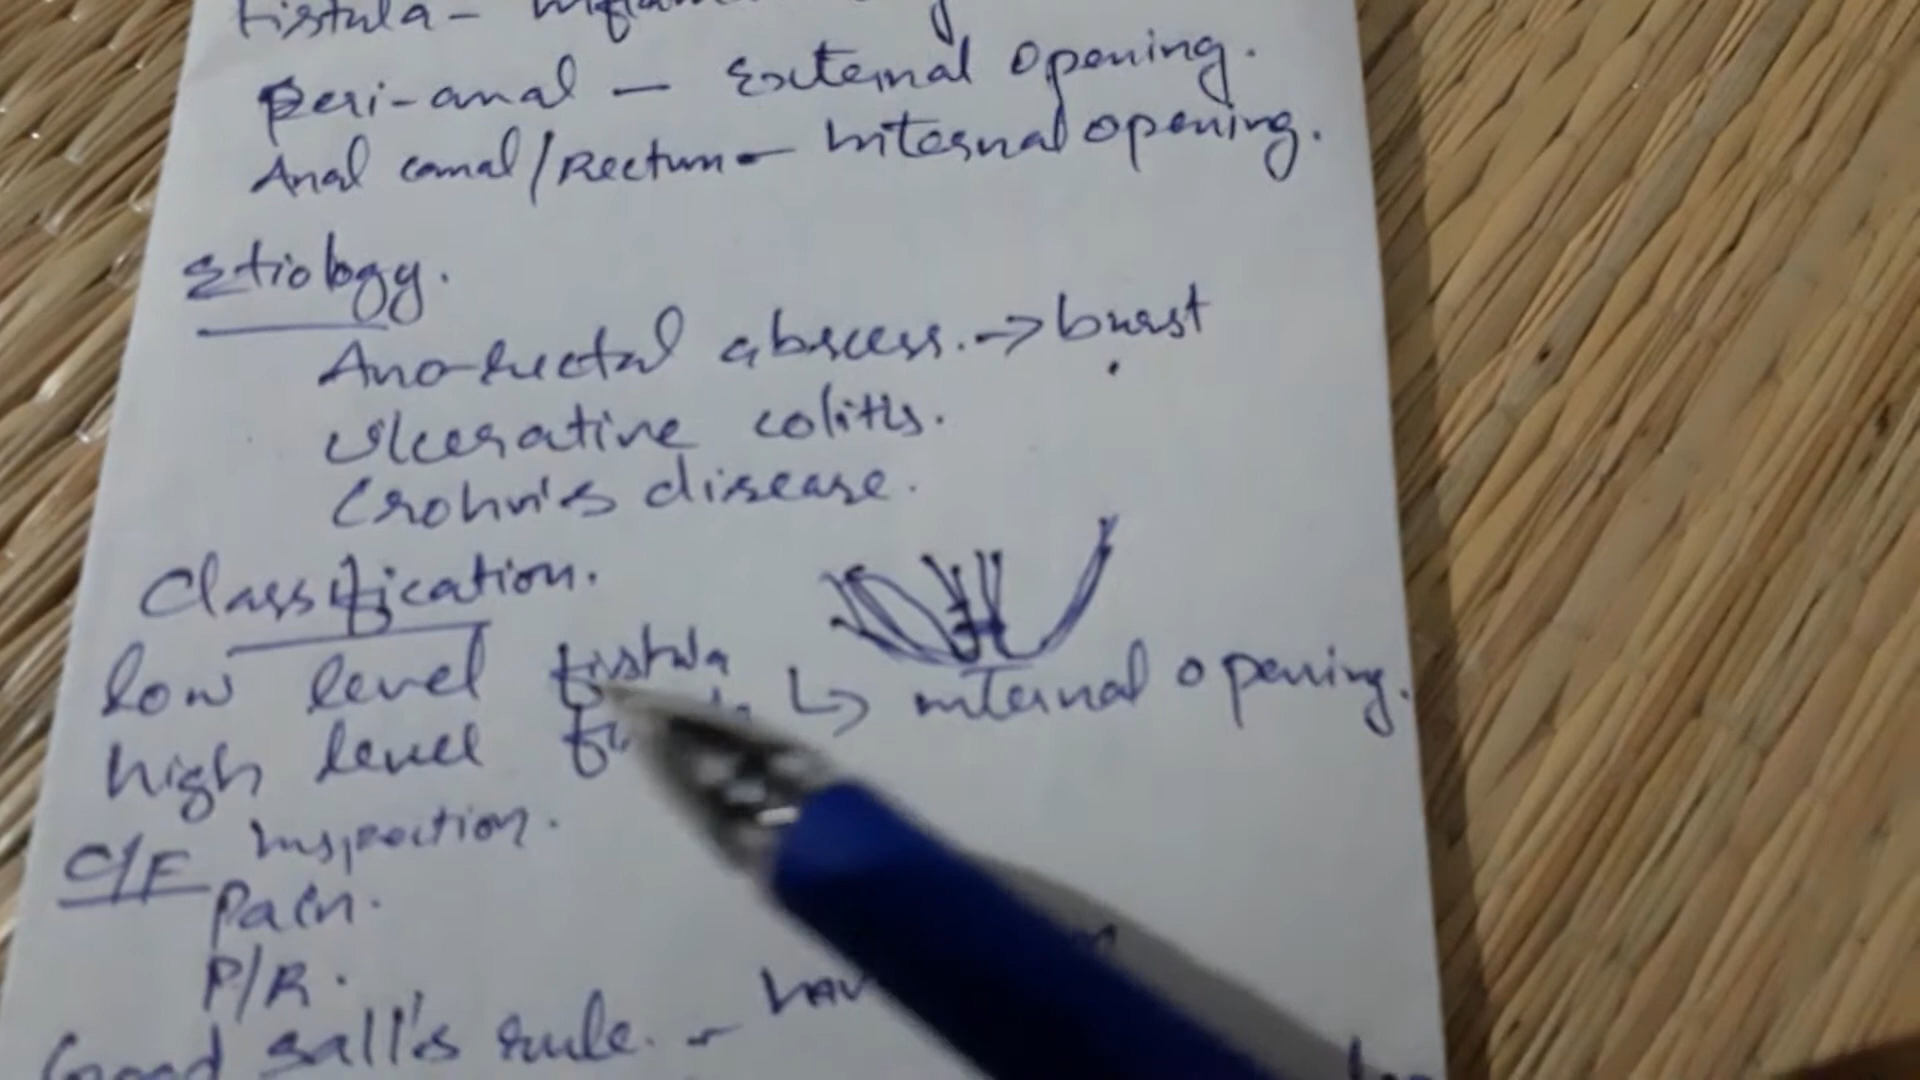 Fistula -
Peri-anal - External opening.
Anal canal/Rectum - Internal opening.
Etiology.
Ano-rectal abscess. → burst
Ulcerative colitis.
Crohn's disease.
Classification.
low level fistula
↳ internal opening.
high level
C/F Inspection.
Pain.
P/R.
Good sall's rule. -